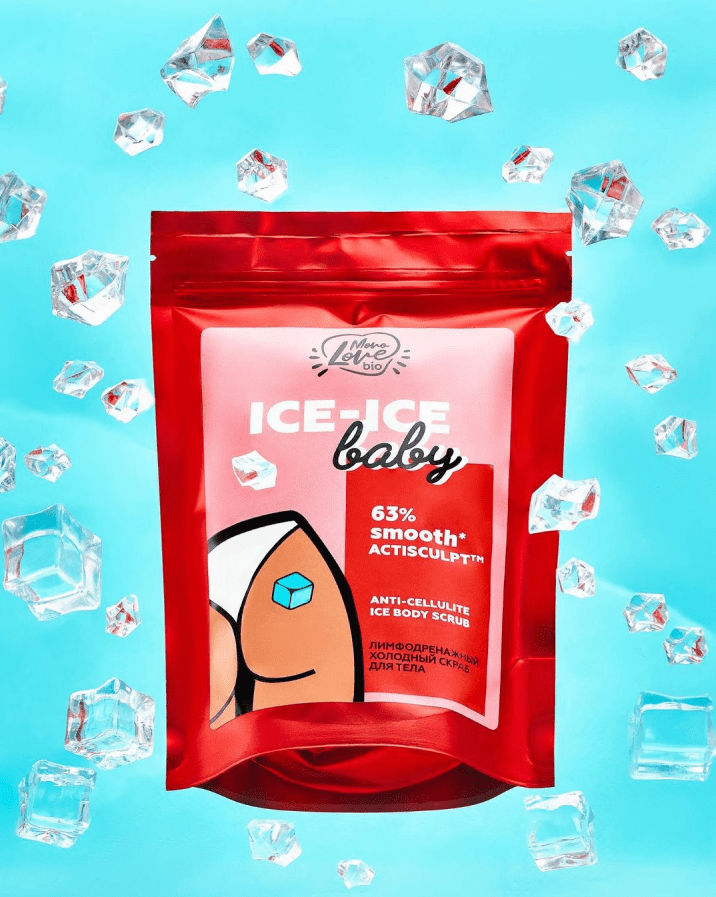 Mono
Love
bio
ICE-ICE
baby
63%
smooth*
ACTISCULPT™
ANTI-CELLULITE
ICE BODY SCRUB
ЛИМФОДРЕНАЖНЫЙ
ХОЛОДНЫЙ СКРАБ
ДЛЯ ТЕЛА